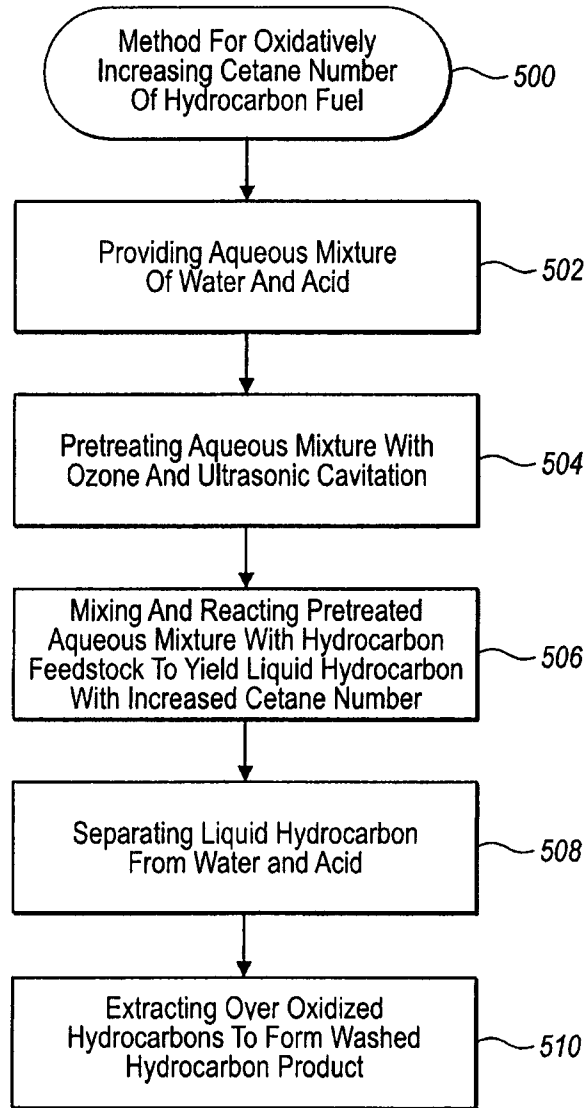 Method For Oxidatively
Increasing Cetane Number
Of Hydrocarbon Fuel
500
Providing Aqueous Mixture
Of Water And Acid
502
Pretreating Aqueous Mixture With
Ozone And Ultrasonic Cavitation
504
Mixing And Reacting Pretreated
Aqueous Mixture With Hydrocarbon
Feedstock To Yield Liquid Hydrocarbon
With Increased Cetane Number
506
Separating Liquid Hydrocarbon
From Water and Acid
508
Extracting Over Oxidized
Hydrocarbons To Form Washed
Hydrocarbon Product
510